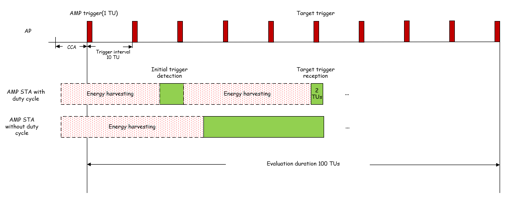 AMP trigger(1 TU)
Target trigger
AP
CCA
Trigger interval
10 TU
Initial trigger
detection
Target trigger
reception
AMP STA with
duty cycle
Energy harvesting
Energy harvesting
2
TUs
...
AMP STA
without duty
cycle
Energy harvesting
...
Evaluation duration 100 TUs